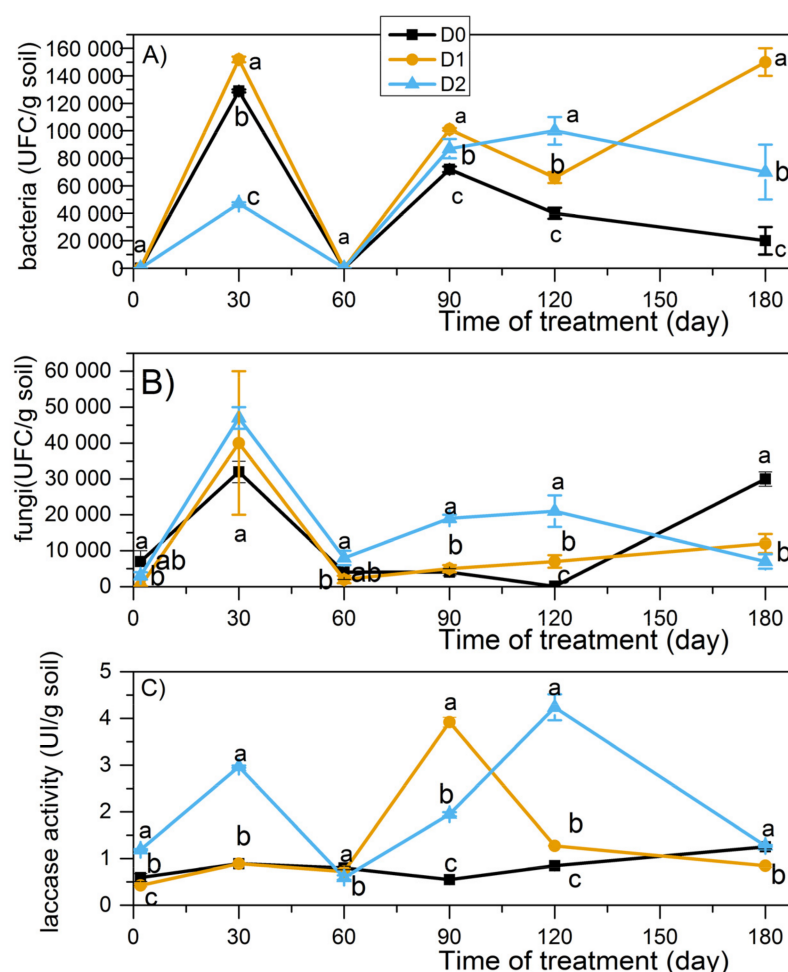 D0
D1
D2
A)
bacteria (UFC/g soil)
160 000
140 000
120 000
100 000
80 000
60 000
40 000
20 000
0
a
a
b
c
a
a
b
c
a
b
c
a
b
c
0 30 60 90 120 150 180
Time of treatment (day)
B)
fungi(UFC/g soil)
60 000
50 000
40 000
30 000
20 000
10 000
0
a
ab
b
a
a
ab
b
a
b
a
b
c
a
b
0 30 60 90 120 150 180
Time of treatment (day)
C)
laccase activity (UI/g soil)
5
4
3
2
1
0
a
b
c
a
b
a
b
a
b
c
a
b
c
a
b
0 30 60 90 120 150 180
Time of treatment (day)